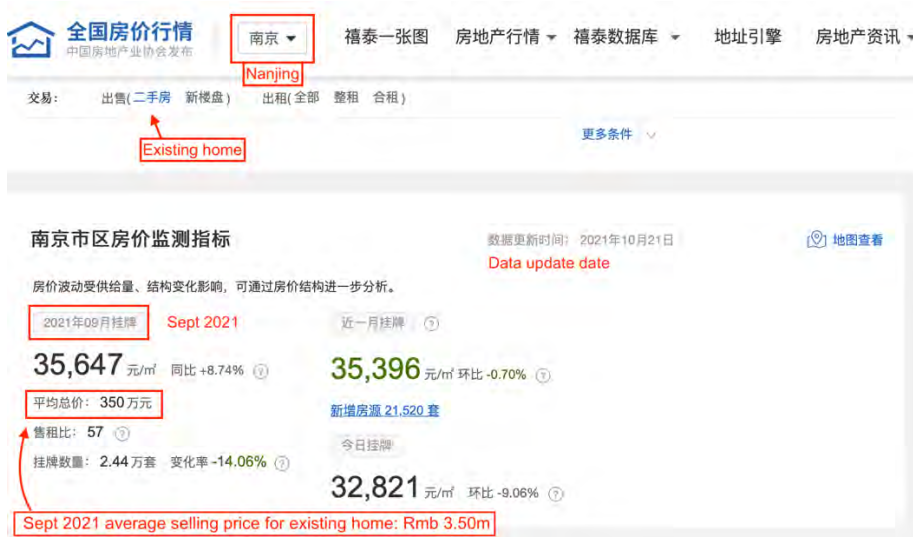 全国房价行情
中国房地产业协会发布
南京
禧泰一张图
房地产行情
禧泰数据库
地址引擎
房地产资讯
Nanjing
交易: 出售(二手房 新楼盘) 出租(全部 整租 合租)
更多条件
Existing home
南京市区房价监测指标
数据更新时间: 2021年10月21日
地图查看
Data update date
房价波动受供给量、结构变化影响,可通过房价结构进一步分析。
2021年09月挂牌
Sept 2021
近一月挂牌 ?
35,647 元/㎡ 同比 +8.74% ?
35,396 元/㎡ 环比 -0.70% ?
平均总价: 350 万元
新增房源 21,520 套
售租比: 57 ?
今日挂牌
挂牌数量: 2.44 万套 变化率 -14.06% ?
32,821 元/㎡ 环比 -9.06% ?
Sept 2021 average selling price for existing home: Rmb 3.50m